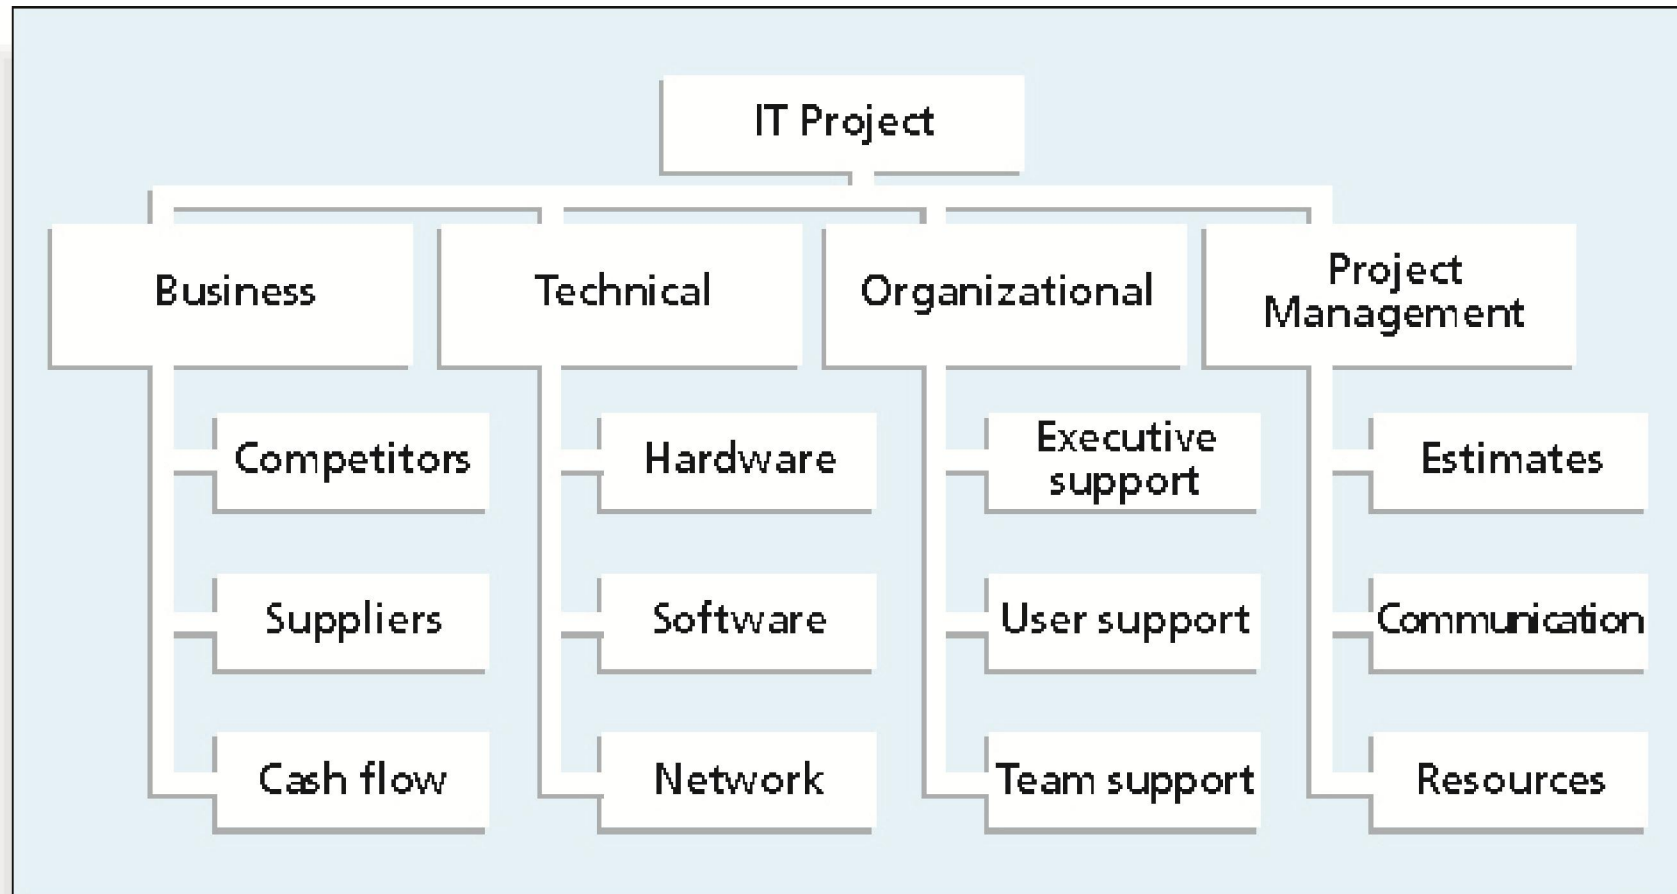 IT Project
Business
Technical
Organizational
Project
Management
Competitors
Hardware
Executive
support
Estimates
Suppliers
Software
User support
Communication
Cash flow
Network
Team support
Resources